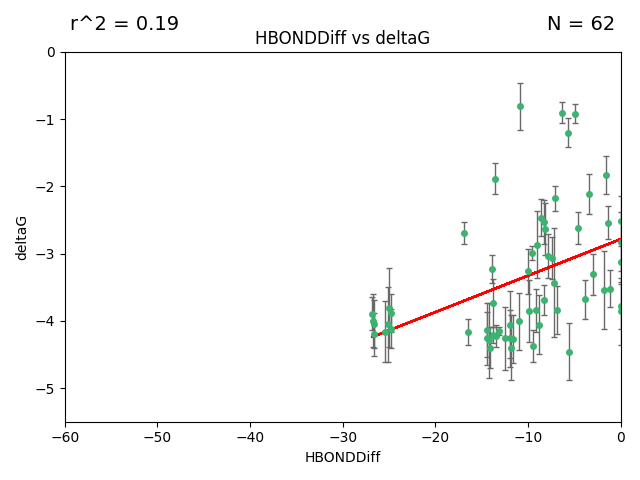 r^2 = 0.19
N = 62
HBONDDiff vs deltaG
0
−1
−2
−3
−4
−5
deltaG
−60
−50
−40
−30
−20
−10
0
HBONDDiff